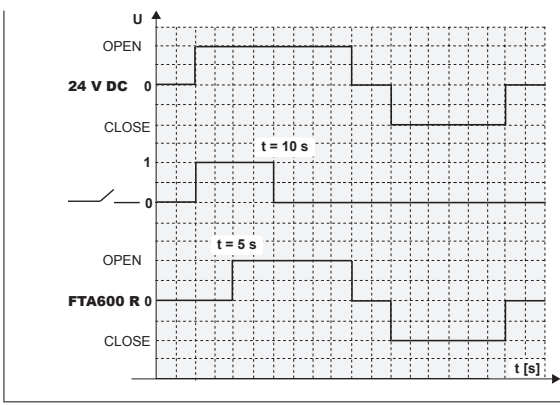 U
OPEN
24 V DC 0
CLOSE
t = 10 s
1
0
t = 5 s
OPEN
FTA600 R 0
CLOSE
t [s]